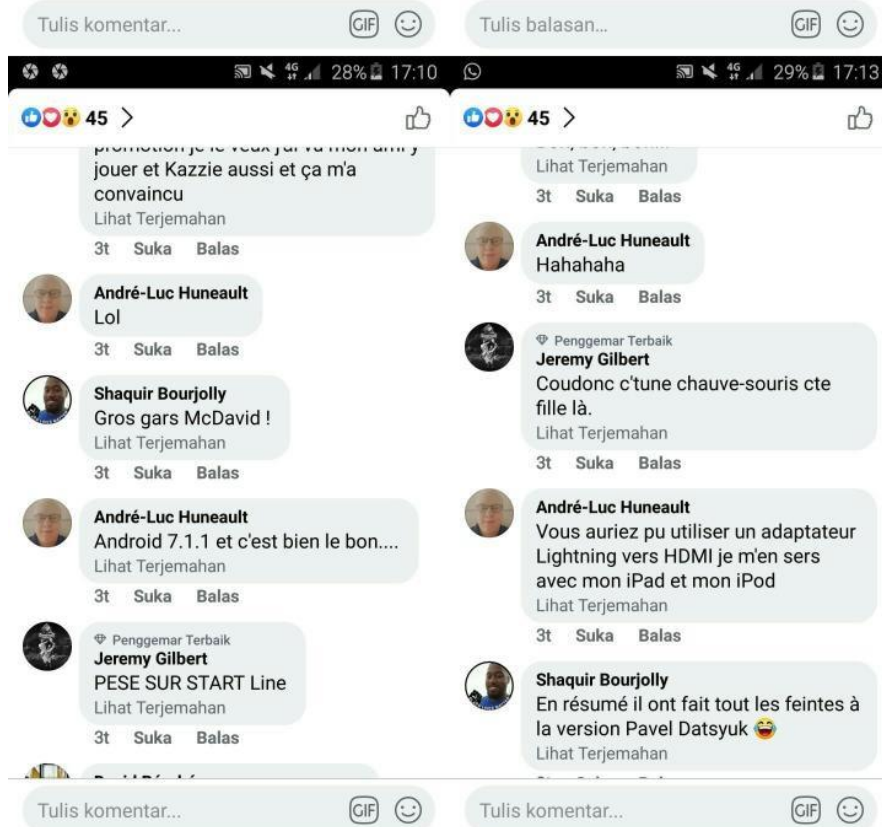 Tulis komentar...
GIF
Tulis balasan...
GIF
4G 28% 17:10
45
jouer et Kazzie aussi et ça m'a
convaincu
Lihat Terjemahan
3t Suka Balas
André-Luc Huneault
Lol
3t Suka Balas
Shaquir Bourjolly
Gros gars McDavid !
Lihat Terjemahan
3t Suka Balas
André-Luc Huneault
Android 7.1.1 et c'est bien le bon....
Lihat Terjemahan
3t Suka Balas
Penggemar Terbaik
Jeremy Gilbert
PESE SUR START Line
Lihat Terjemahan
3t Suka Balas
Tulis komentar...
GIF
4G 29% 17:13
45
Lihat Terjemahan
3t Suka Balas
André-Luc Huneault
Hahahaha
3t Suka Balas
Penggemar Terbaik
Jeremy Gilbert
Coudonc c'tune chauve-souris cte
fille là.
Lihat Terjemahan
3t Suka Balas
André-Luc Huneault
Vous auriez pu utiliser un adaptateur
Lightning vers HDMI je m'en sers
avec mon iPad et mon iPod
Lihat Terjemahan
3t Suka Balas
Shaquir Bourjolly
En résumé il ont fait tout les feintes à
la version Pavel Datsyuk 😂
Lihat Terjemahan
Tulis komentar...
GIF